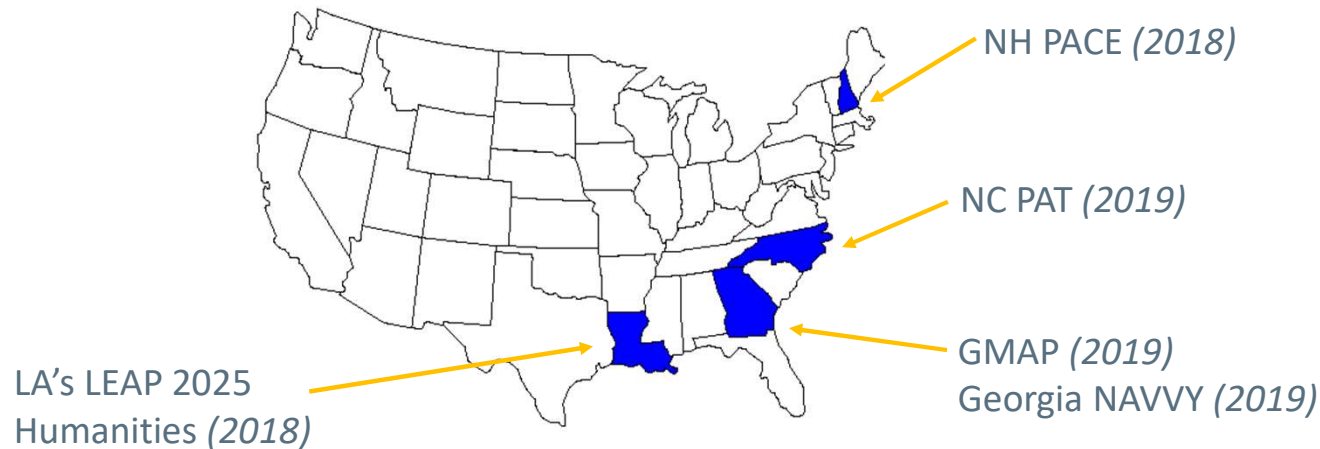 NH PACE (2018)
NC PAT (2019)
GMAP (2019)
Georgia NAVVY (2019)
LA’s LEAP 2025
Humanities (2018)